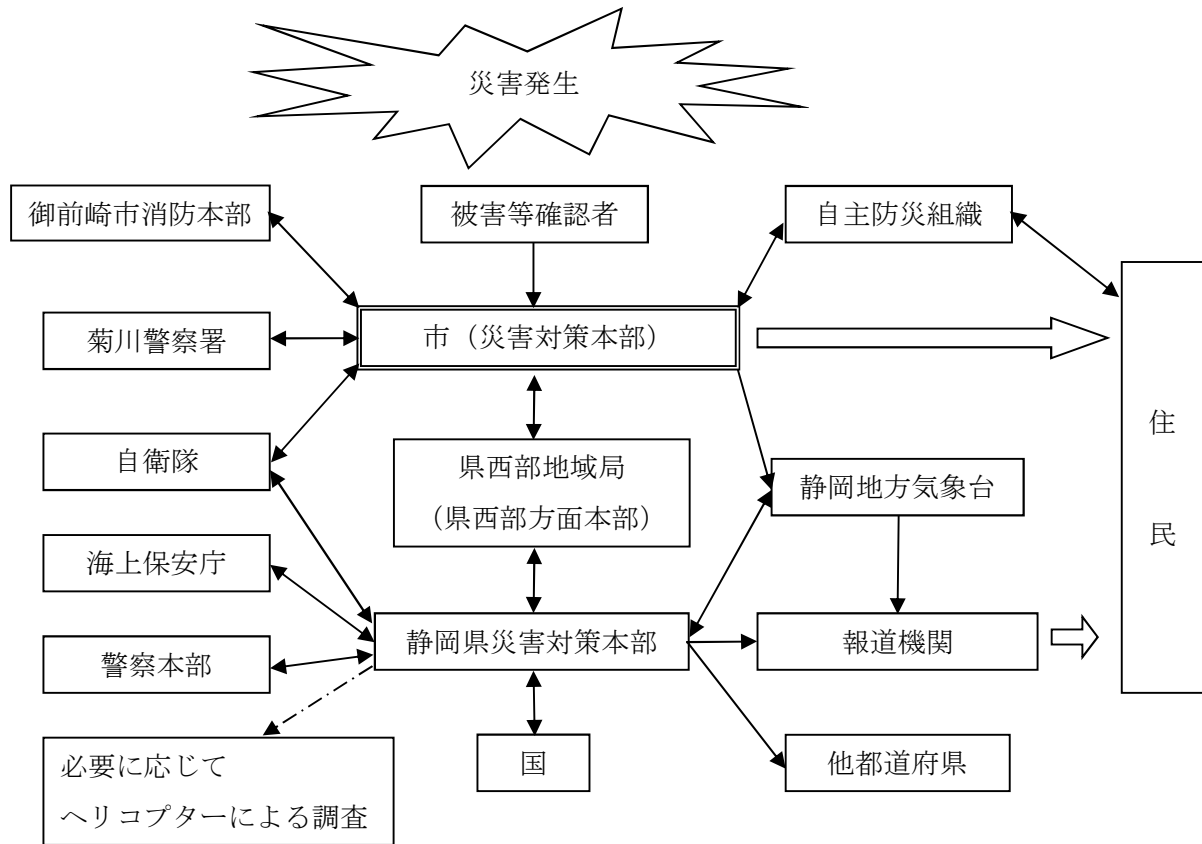 災害発生
御前崎市消防本部
被害等確認者
自主防災組織
菊川警察署
市（災害対策本部）
住
民
自衛隊
県西部地域局
（県西部方面本部）
静岡地方気象台
海上保安庁
静岡県災害対策本部
報道機関
警察本部
必要に応じて
ヘリコプターによる調査
国
他都道府県